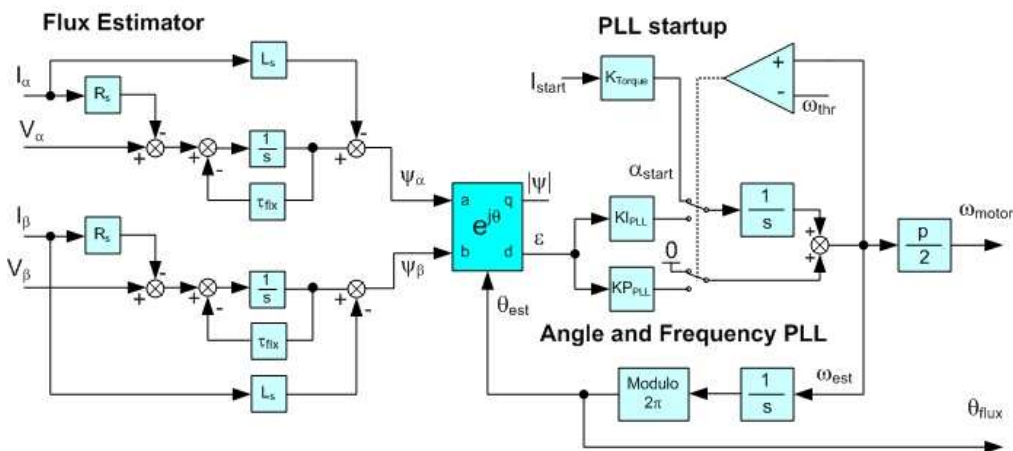 Flux Estimator
PLL startup
Iα
Rs
Ls
Vα
-
+
-
+
-
+
1
s
τflx
Ψα
Iβ
Rs
Vβ
-
+
-
+
-
+
1
s
τflx
Ls
Ψβ
a
q
e^jθ
b
d
|Ψ|
ε
θest
Istart
KTorque
+
-
ωthr
αstart
KIPLL
KPPLL
0
1
s
+
+
p
2
ωmotor
Angle and Frequency PLL
Modulo
2π
1
s
ωest
θflux